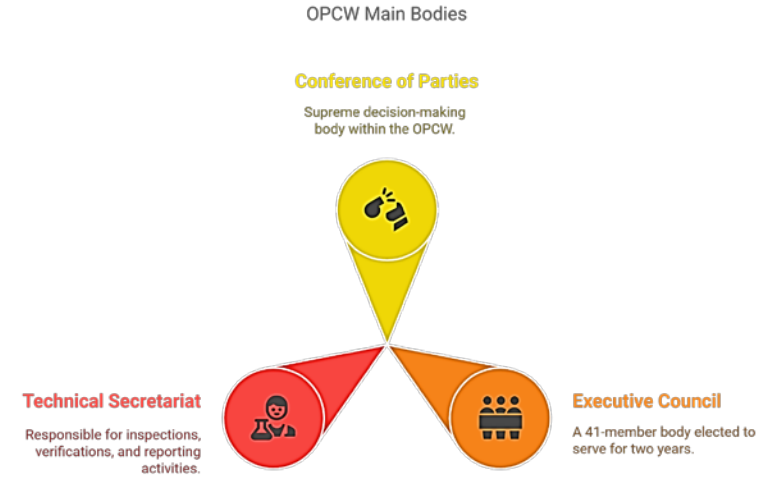 OPCW Main Bodies
Conference of Parties
Supreme decision-making
body within the OPCW.
Technical Secretariat
Responsible for inspections,
verifications, and reporting
activities.
Executive Council
A 41-member body elected to
serve for two years.